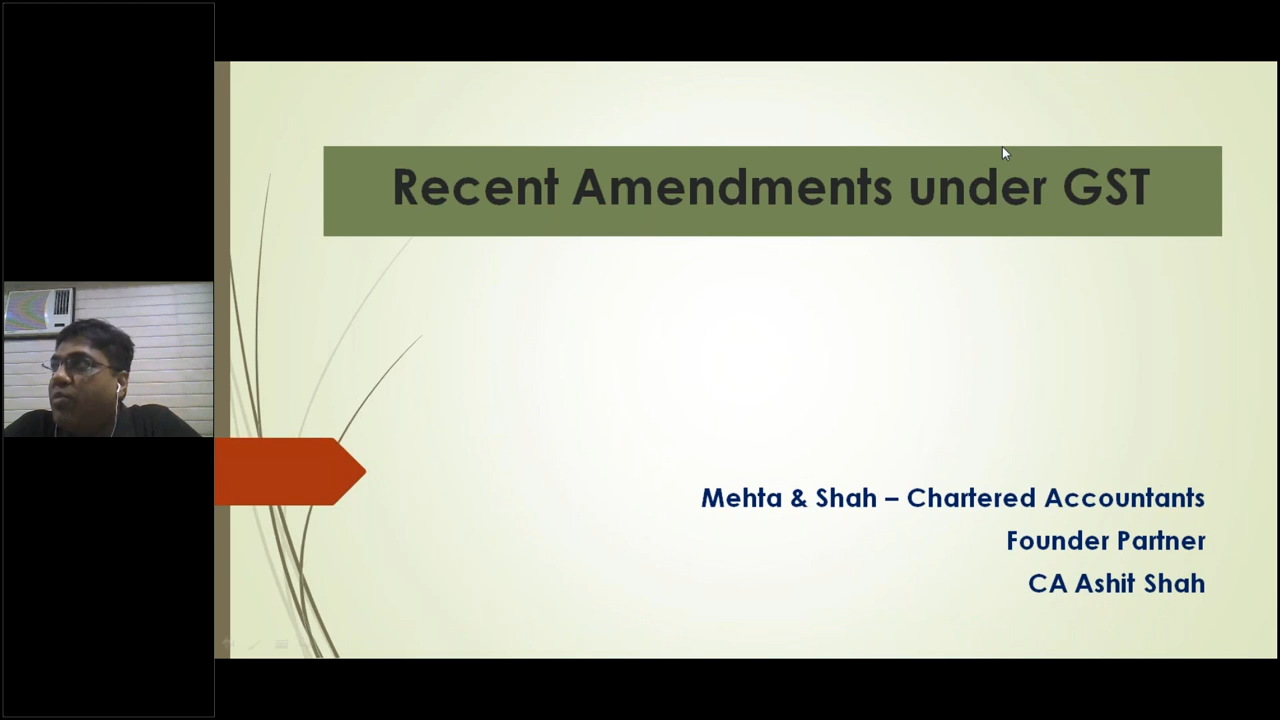 Recent Amendments under GST
Mehta & Shah – Chartered Accountants
Founder Partner
CA Ashit Shah